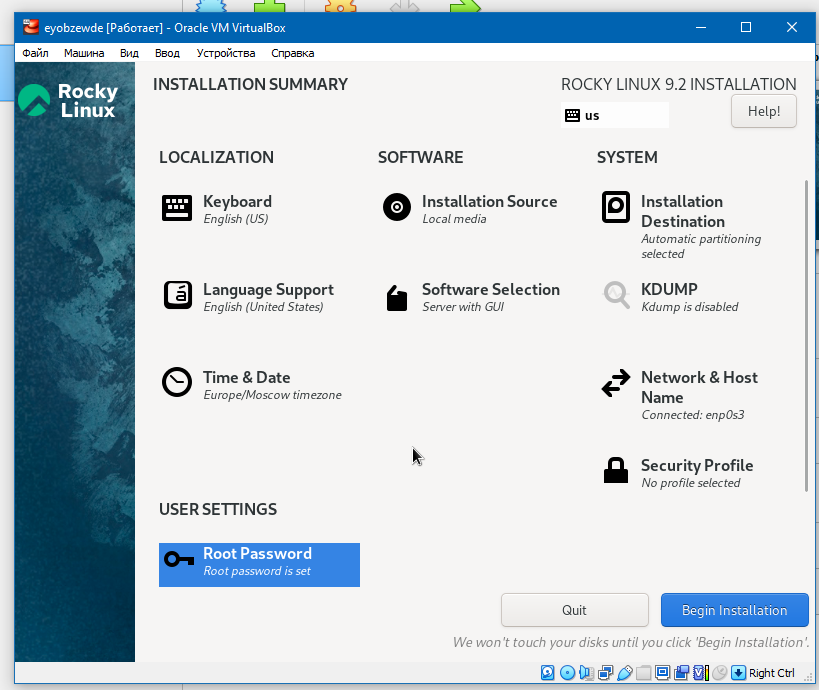 eyobzewde [Работает] - Oracle VM VirtualBox
Файл Машина Вид Ввод Устройства Справка
Rocky
Linux
INSTALLATION SUMMARY
ROCKY LINUX 9.2 INSTALLATION
us
Help!
LOCALIZATION
Keyboard
English (US)
Language Support
English (United States)
Time & Date
Europe/Moscow timezone
SOFTWARE
Installation Source
Local media
Software Selection
Server with GUI
SYSTEM
Installation
Destination
Automatic partitioning
selected
KDUMP
Kdump is disabled
Network & Host
Name
Connected: enp0s3
Security Profile
No profile selected
USER SETTINGS
Root Password
Root password is set
Quit
Begin Installation
We won't touch your disks until you click 'Begin Installation'.
Right Ctrl